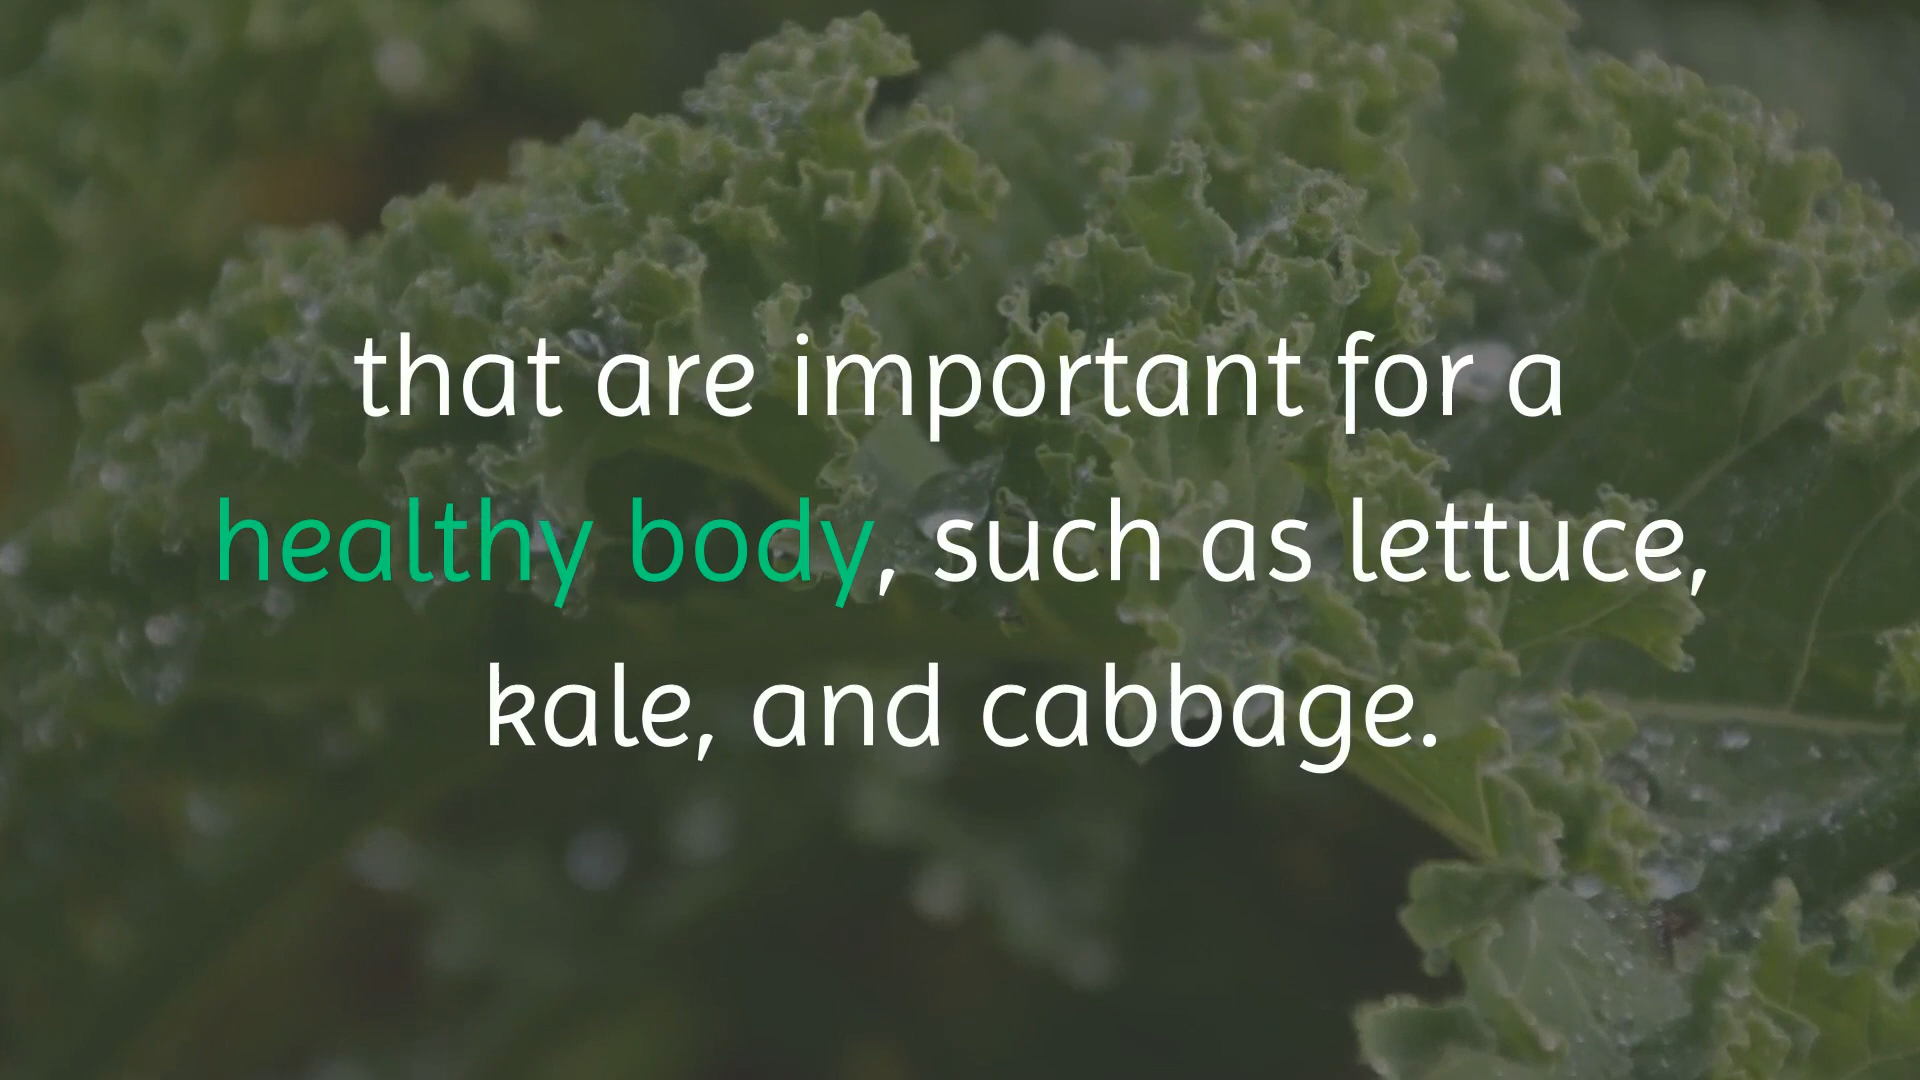 that are important for a
healthy body, such as lettuce,
kale, and cabbage.